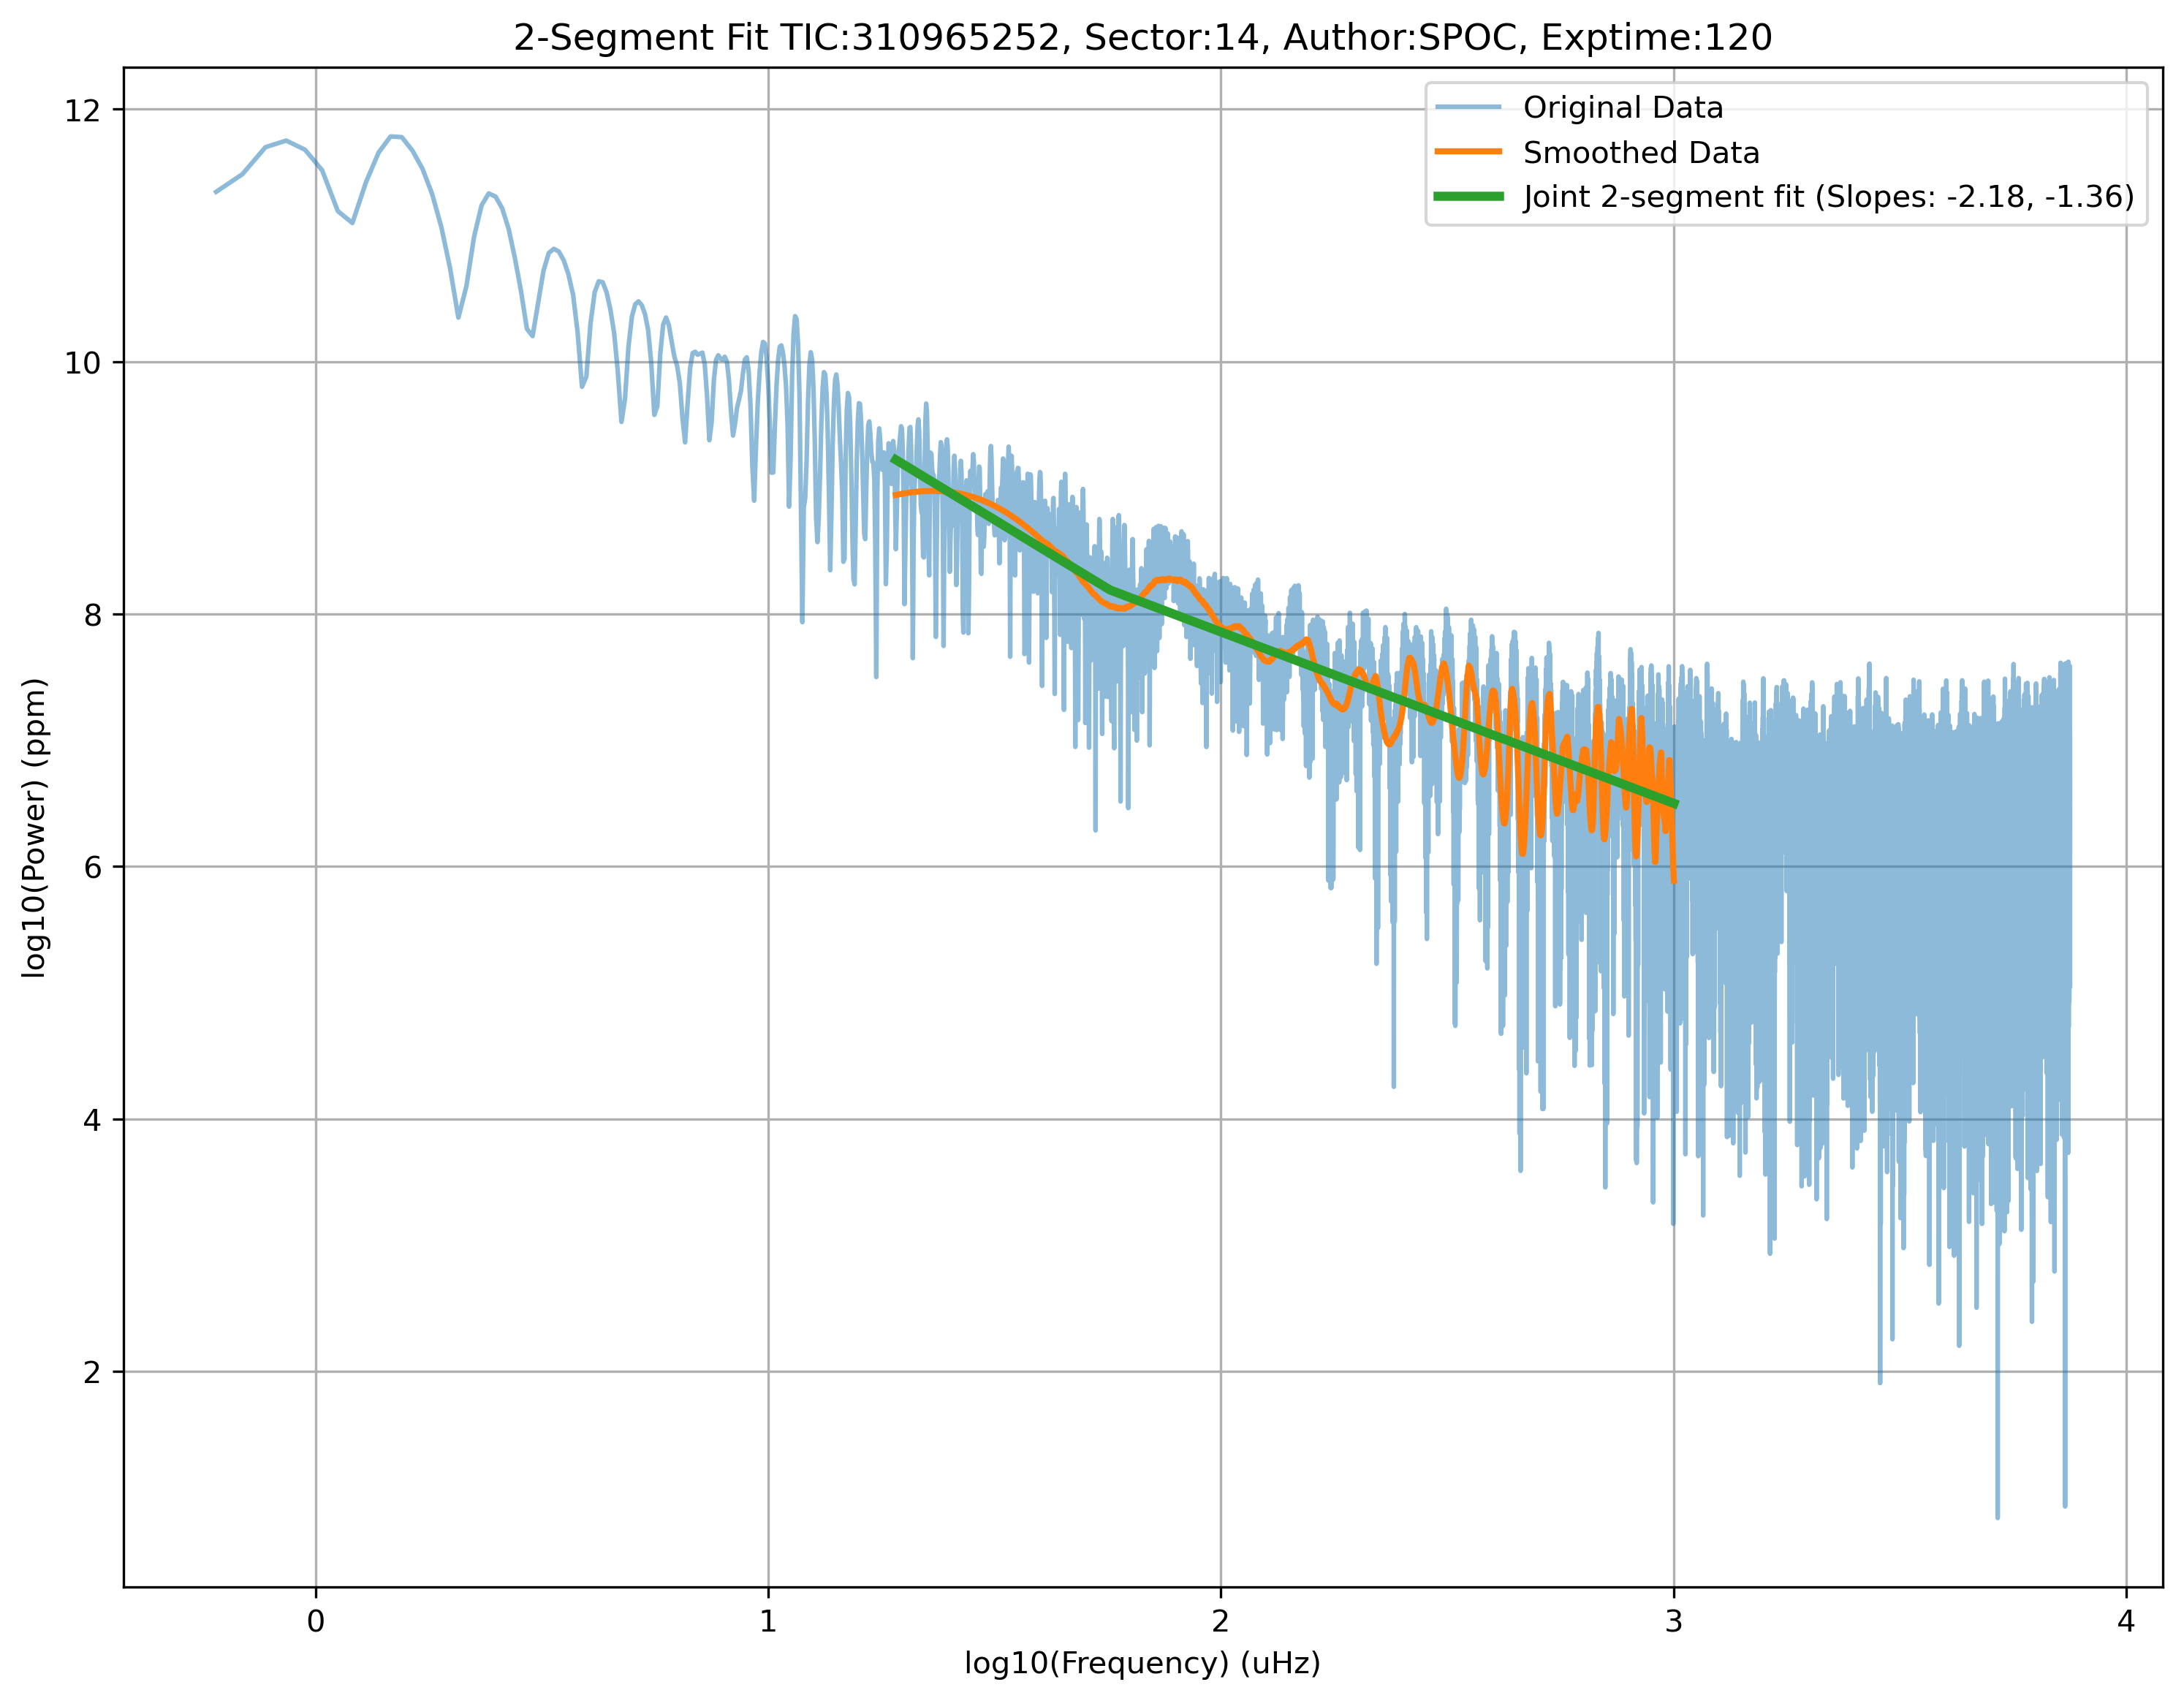 2-Segment Fit TIC:310965252, Sector:14, Author:SPOC, Exptime:120
Original Data
Smoothed Data
Joint 2-segment fit (Slopes: -2.18, -1.36)
12
10
8
6
4
2
log10(Power) (ppm)
0 1 2 3 4
log10(Frequency) (uHz)